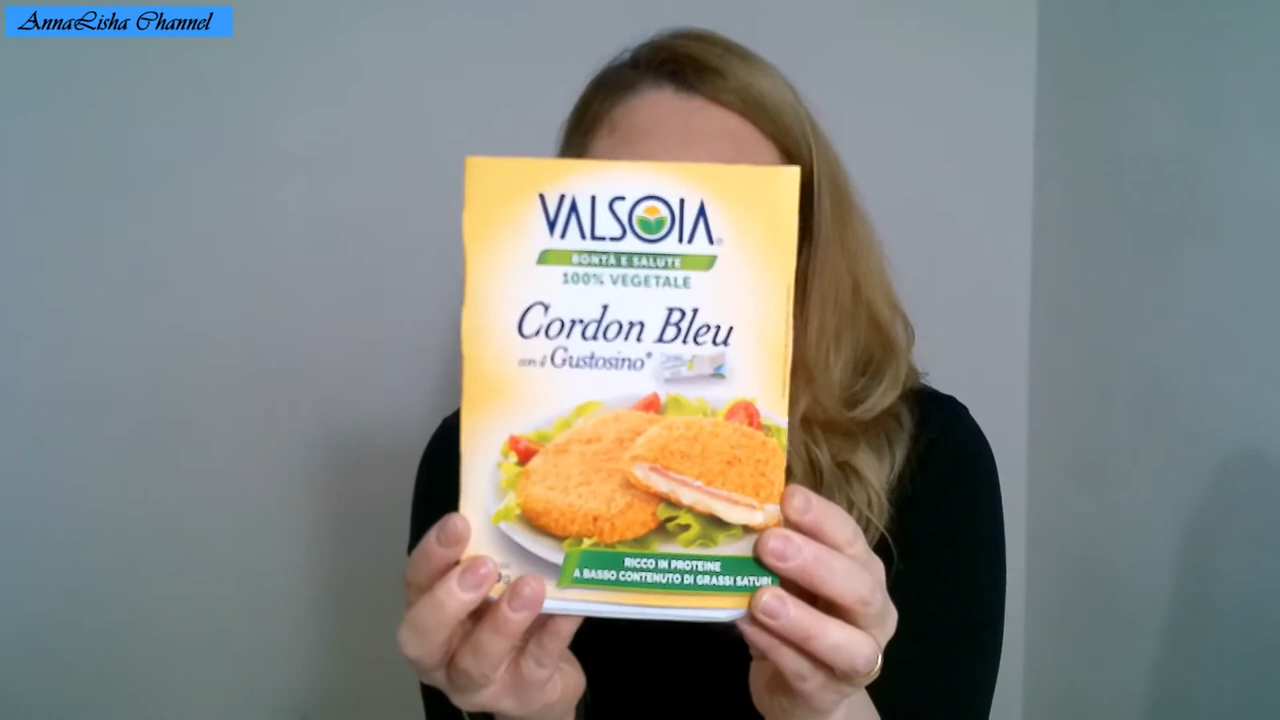 AnnaLisha Channel
VALSOIA
BONTÀ E SALUTE
100% VEGETALE
Cordon Bleu
con il Gustosino®
RICCO IN PROTEINE
A BASSO CONTENUTO DI GRASSI SATURI